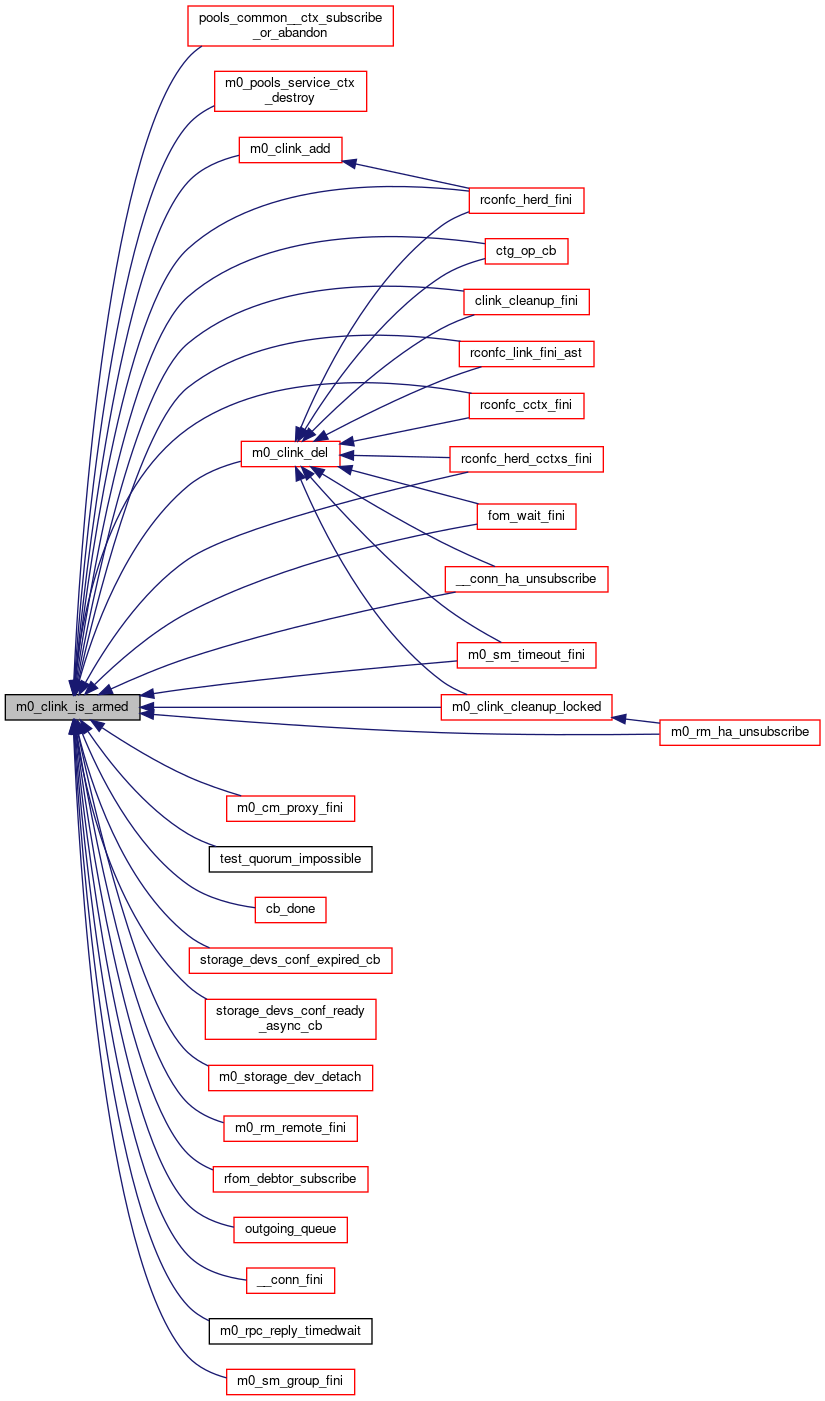 pools_common__ctx_subscribe
_or_abandon
m0_pools_service_ctx
_destroy
m0_clink_add
rconfc_herd_fini
ctg_op_cb
clink_cleanup_fini
rconfc_link_fini_ast
rconfc_cctx_fini
m0_clink_del
rconfc_herd_cctxs_fini
fom_wait_fini
__conn_ha_unsubscribe
m0_sm_timeout_fini
m0_clink_is_armed
m0_clink_cleanup_locked
m0_rm_ha_unsubscribe
m0_cm_proxy_fini
test_quorum_impossible
cb_done
storage_devs_conf_expired_cb
storage_devs_conf_ready
_async_cb
m0_storage_dev_detach
m0_rm_remote_fini
rfom_debtor_subscribe
outgoing_queue
__conn_fini
m0_rpc_reply_timedwait
m0_sm_group_fini